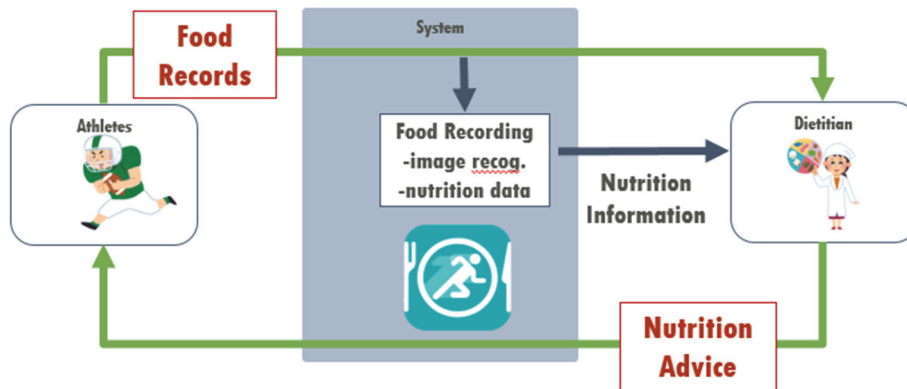 Food
Records
System
Athletes
Food Recording
-image recog.
-nutrition data
Dietitian
Nutrition
Information
Nutrition
Advice